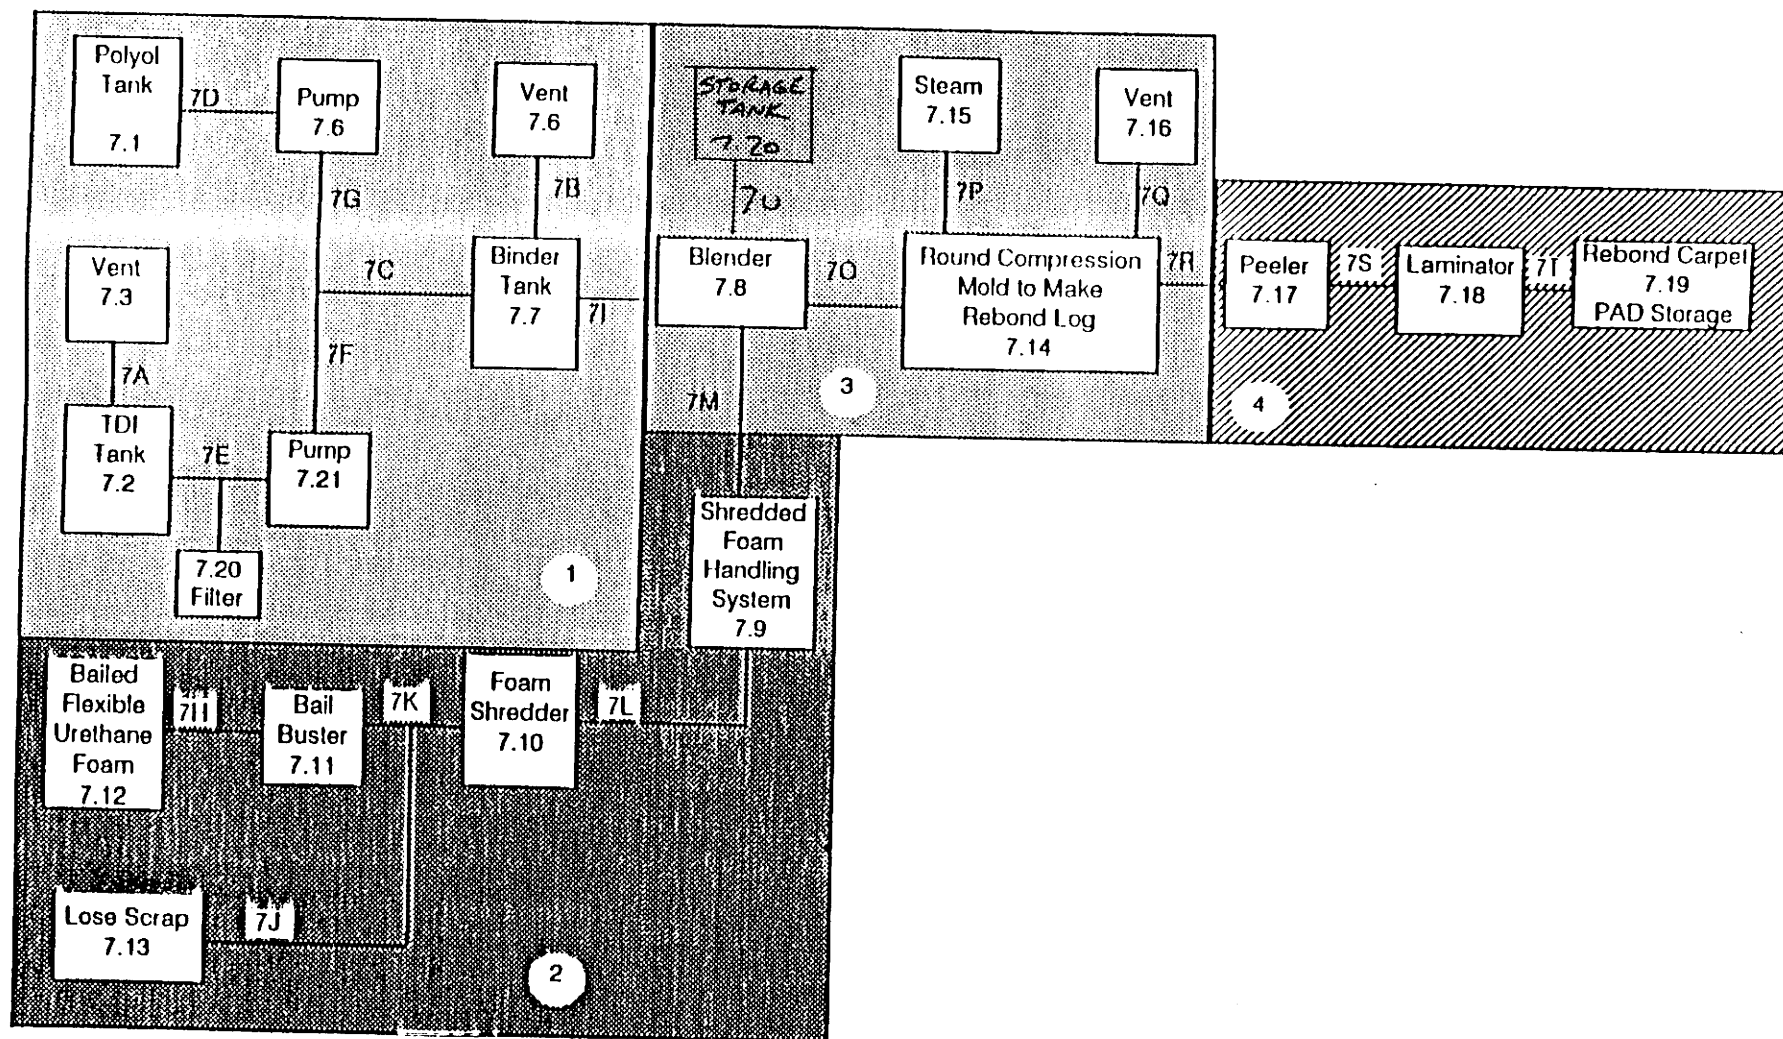 Polyol
Tank
7.1
7D
Pump
7.6
Vent
7.6
7G
7B
Vent
7.3
7C
Binder
Tank
7.7
7I
7A
7F
TDI
Tank
7.2
7E
Pump
7.21
7.20
Filter
1
STORAGE
TANK
7.20
Steam
7.15
Vent
7.16
7U
7P
7Q
Blender
7.8
7O
Round Compression
Mold to Make
Rebond Log
7.14
7R
7M
3
Peeler
7.17
7S
Laminator
7.18
7T
Rebond Carpet
7.19
PAD Storage
4
Shredded
Foam
Handling
System
7.9
Bailed
Flexible
Urethane
Foam
7.12
7H
Bail
Buster
7.11
7K
Foam
Shredder
7.10
7L
Lose Scrap
7.13
7J
2